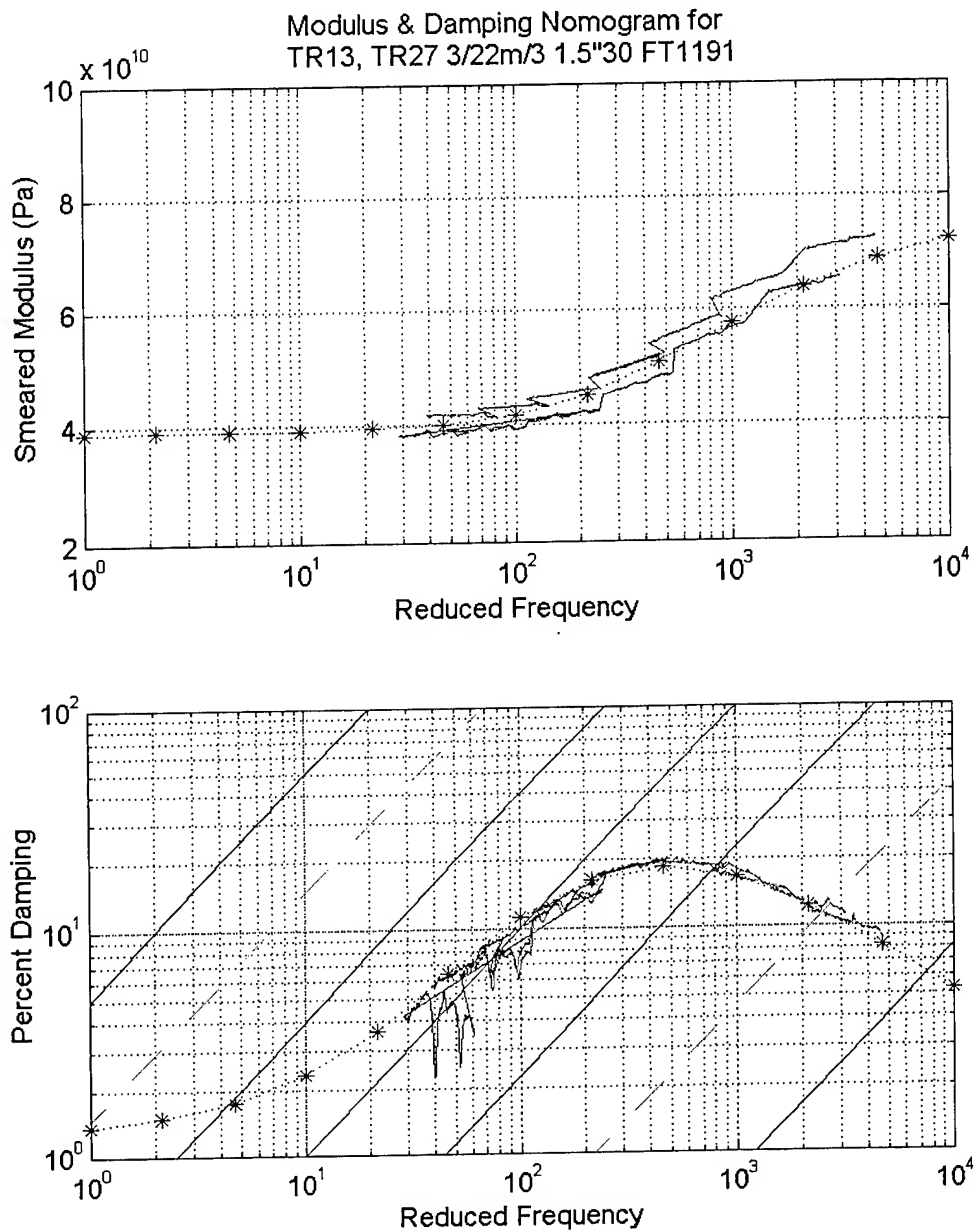 Modulus & Damping Nomogram for
TR13, TR27 3/22m/3 1.5"30 FT1191
x 10^10
10
8
6
4
2
Smeared Modulus (Pa)
10^0 10^1 10^2 10^3 10^4
Reduced Frequency
10^2
10^1
10^0
Percent Damping
10^0 10^1 10^2 10^3 10^4
Reduced Frequency